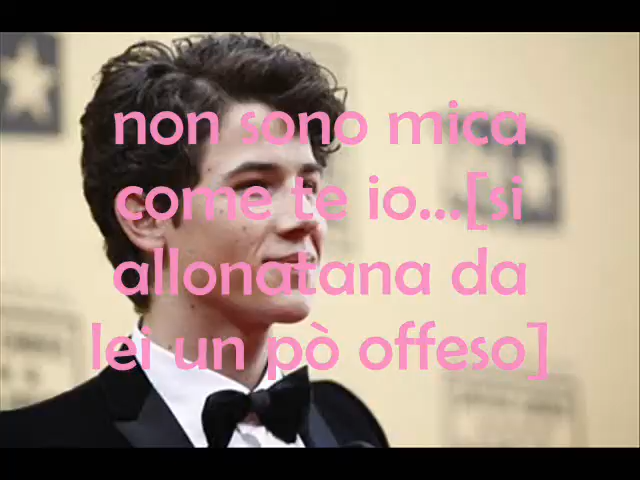 non sono mica
come te io...[si
allonatana da
lei un pò offeso]